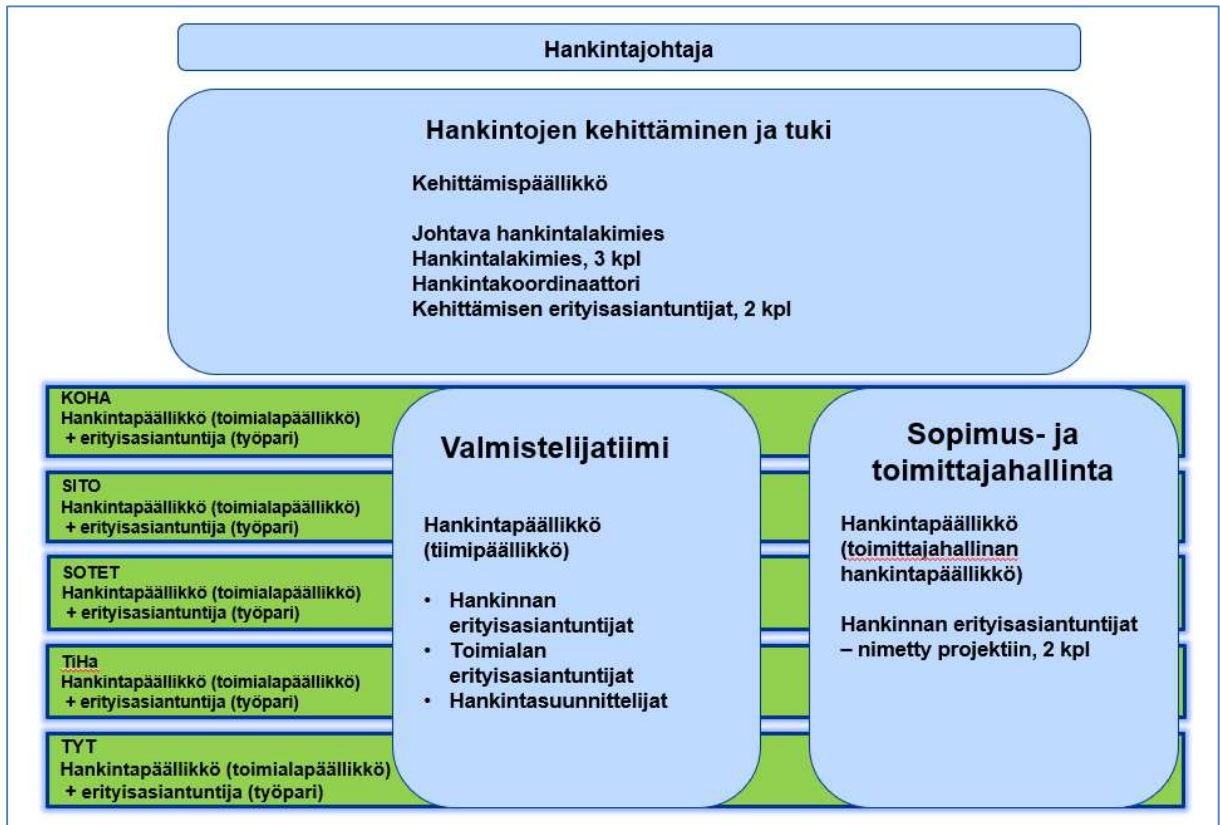 Hankintajohtaja
Hankintojen kehittäminen ja tuki
Kehittämispäällikkö
Johtava hankintalakimies
Hankintalakimies, 3 kpl
Hankintakoordinaattori
Kehittämisen erityisasiantuntijat, 2 kpl
KOHA
Hankintapäällikkö (toimialapäällikkö)
+ erityisasiantuntija (työpari)
SITO
Hankintapäällikkö (toimialapäällikkö)
+ erityisasiantuntija (työpari)
SOTET
Hankintapäällikkö (toimialapäällikkö)
+ erityisasiantuntija (työpari)
TiHa
Hankintapäällikkö (toimialapäällikkö)
+ erityisasiantuntija (työpari)
TYT
Hankintapäällikkö (toimialapäällikkö)
+ erityisasiantuntija (työpari)
Valmistelijatiimi
Hankintapäällikkö
(tiimipäällikkö)
• Hankinnan
erityisasiantuntijat
• Toimialan
erityisasiantuntijat
• Hankintasuunnittelijat
Sopimus- ja
toimittajahallinta
Hankintapäällikkö
(toimittajahallinan
hankintapäällikkö)
Hankinnan erityisasiantuntijat
– nimetty projektiin, 2 kpl